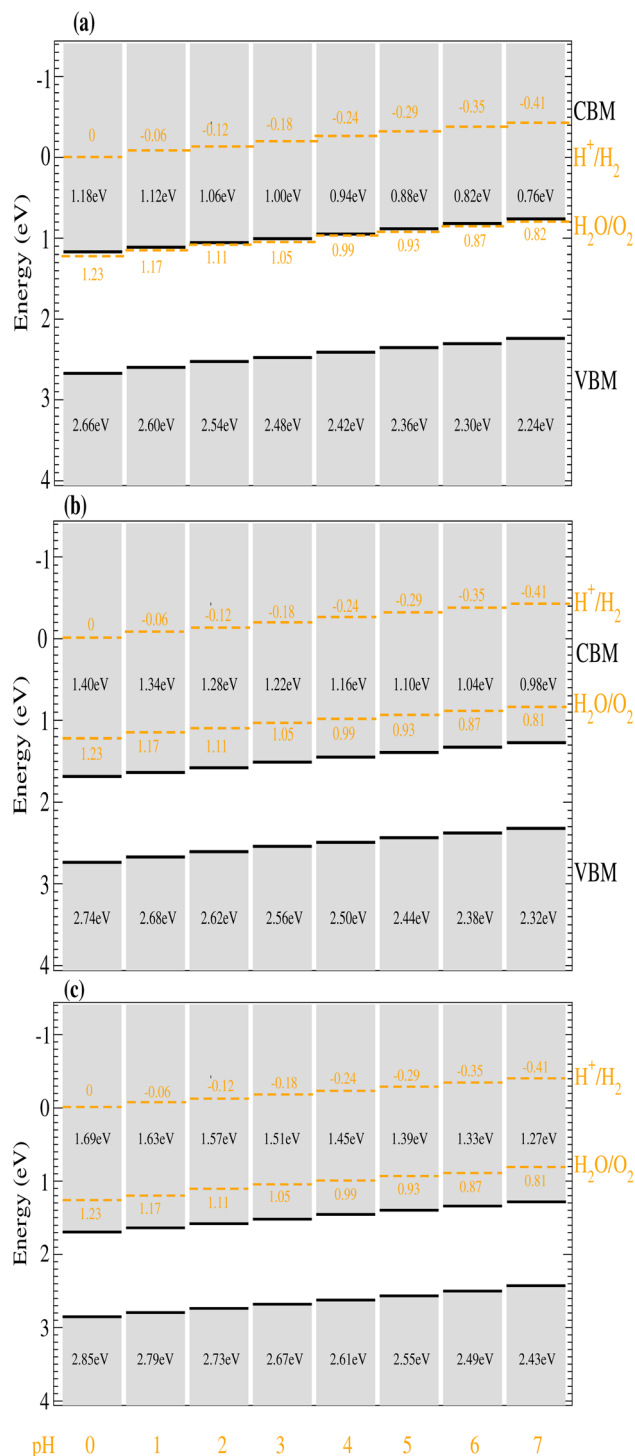 (a)
-1
0
1
2
3
4
Energy (eV)
0 -0.06 -0.12 -0.18 -0.24 -0.29 -0.35 -0.41
CBM
H⁺/H₂
1.18eV 1.12eV 1.06eV 1.00eV 0.94eV 0.88eV 0.82eV 0.76eV
H₂O/O₂
1.23 1.17 1.11 1.05 0.99 0.93 0.87 0.82
VBM
2.66eV 2.60eV 2.54eV 2.48eV 2.42eV 2.36eV 2.30eV 2.24eV
(b)
-1
0
1
2
3
4
Energy (eV)
0 -0.06 -0.12 -0.18 -0.24 -0.29 -0.35 -0.41
H⁺/H₂
CBM
1.40eV 1.34eV 1.28eV 1.22eV 1.16eV 1.10eV 1.04eV 0.98eV
H₂O/O₂
1.23 1.17 1.11 1.05 0.99 0.93 0.87 0.81
VBM
2.74eV 2.68eV 2.62eV 2.56eV 2.50eV 2.44eV 2.38eV 2.32eV
(c)
-1
0
1
2
3
4
Energy (eV)
0 -0.06 -0.12 -0.18 -0.24 -0.29 -0.35 -0.41
H⁺/H₂
1.69eV 1.63eV 1.57eV 1.51eV 1.45eV 1.39eV 1.33eV 1.27eV
H₂O/O₂
1.23 1.17 1.11 1.05 0.99 0.93 0.87 0.81
2.85eV 2.79eV 2.73eV 2.67eV 2.61eV 2.55eV 2.49eV 2.43eV
pH 0 1 2 3 4 5 6 7